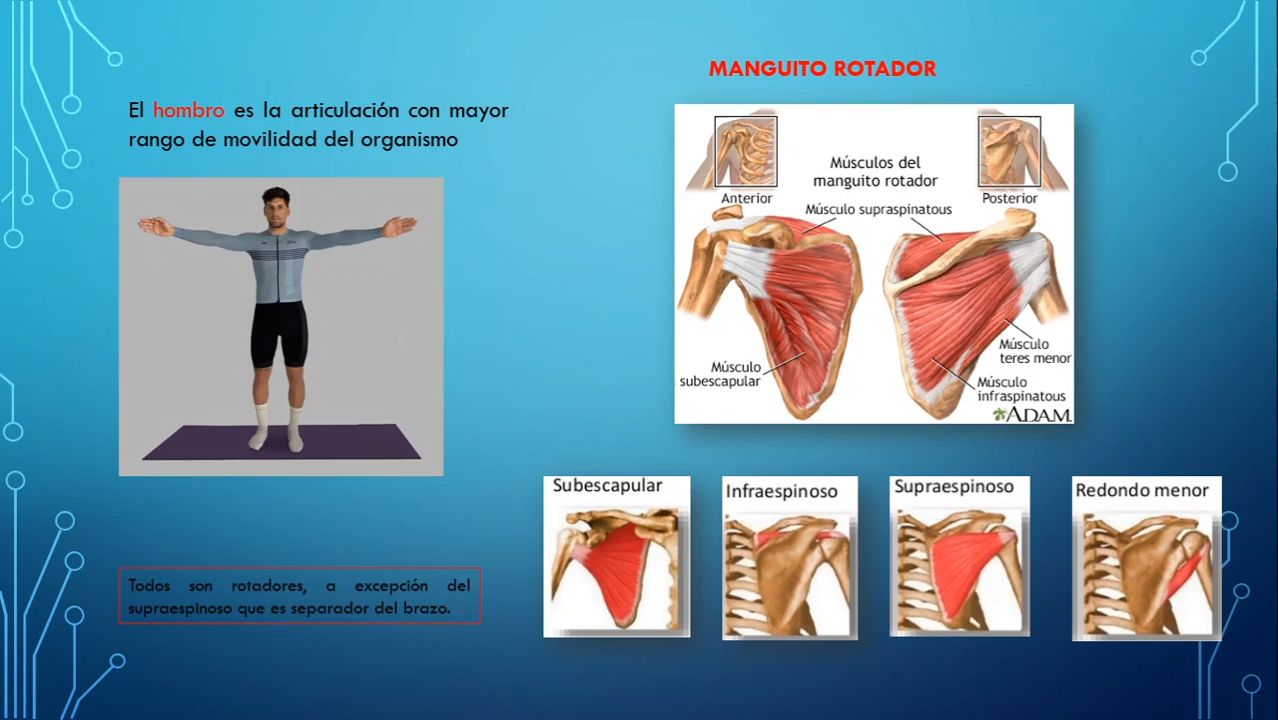 MANGUITO ROTADOR
El hombro es la articulación con mayor
rango de movilidad del organismo
Músculos del
manguito rotador
Anterior
Posterior
Músculo supraspinatous
Músculo
teres menor
Músculo
subescapular
Músculo
infraspinatous
ADAM.
Subescapular
Infraespinoso
Supraespinoso
Redondo menor
Todos son rotadores, a excepción del
supraespinoso que es separador del brazo.